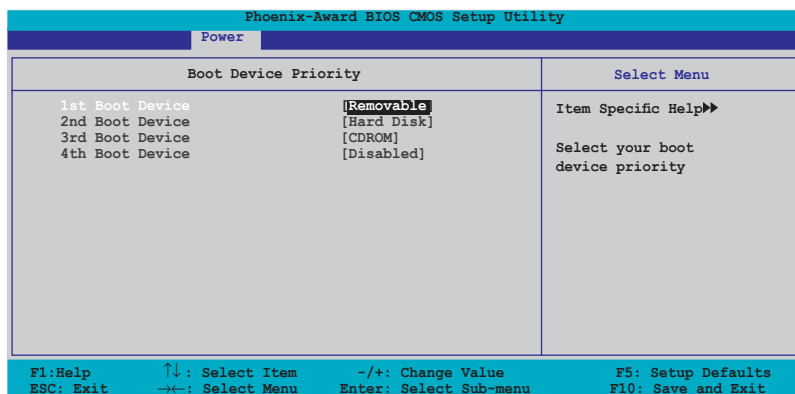 Phoenix-Award BIOS CMOS Setup Utility
Power
Boot Device Priority
Select Menu
1st Boot Device [Removable]
2nd Boot Device [Hard Disk]
3rd Boot Device [CDROM]
4th Boot Device [Disabled]
Item Specific Help▶▶
Select your boot
device priority
F1:Help ↑↓: Select Item -/+: Change Value F5: Setup Defaults
ESC: Exit →←: Select Menu Enter: Select Sub-menu F10: Save and Exit